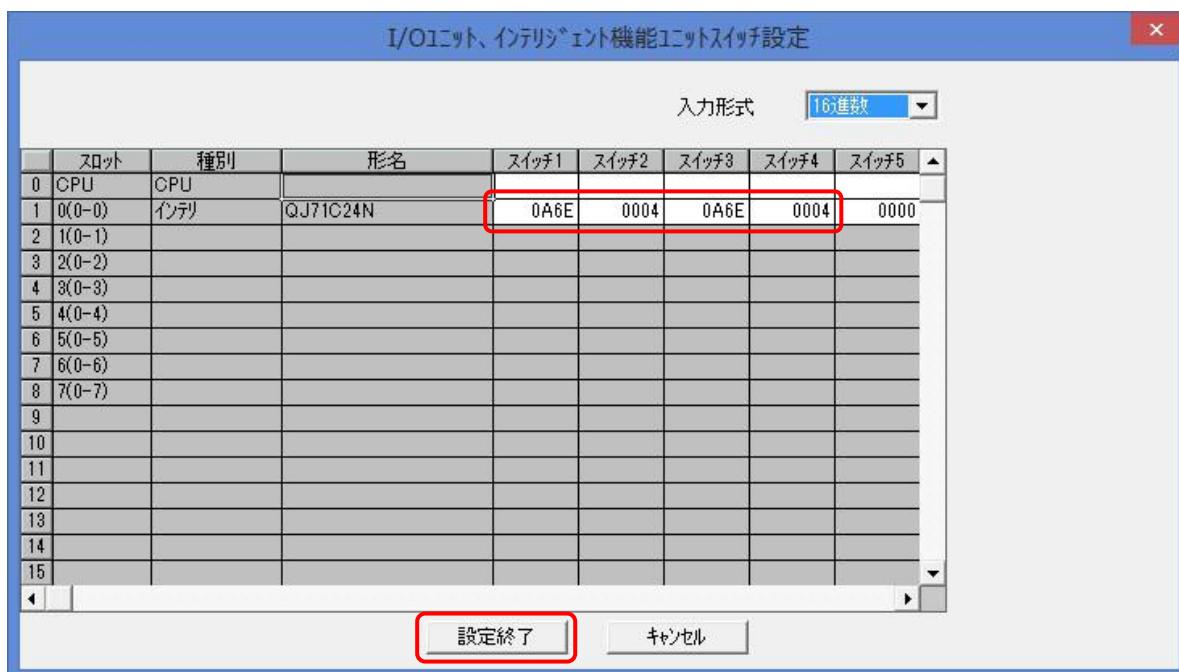 I/Oﾕﾆｯﾄ、ｲﾝﾃﾘｼﾞｪﾝﾄ機能ﾕﾆｯﾄｽｲｯﾁ設定
×
入力形式 16進数
ｽﾛｯﾄ 種別 形名 ｽｲｯﾁ1 ｽｲｯﾁ2 ｽｲｯﾁ3 ｽｲｯﾁ4 ｽｲｯﾁ5
0 CPU CPU
1 0(0-0) ｲﾝﾃﾘ QJ71C24N 0A6E 0004 0A6E 0004 0000
2 1(0-1)
3 2(0-2)
4 3(0-3)
5 4(0-4)
6 5(0-5)
7 6(0-6)
8 7(0-7)
9
10
11
12
13
14
15
設定終了 ｷｬﾝｾﾙ